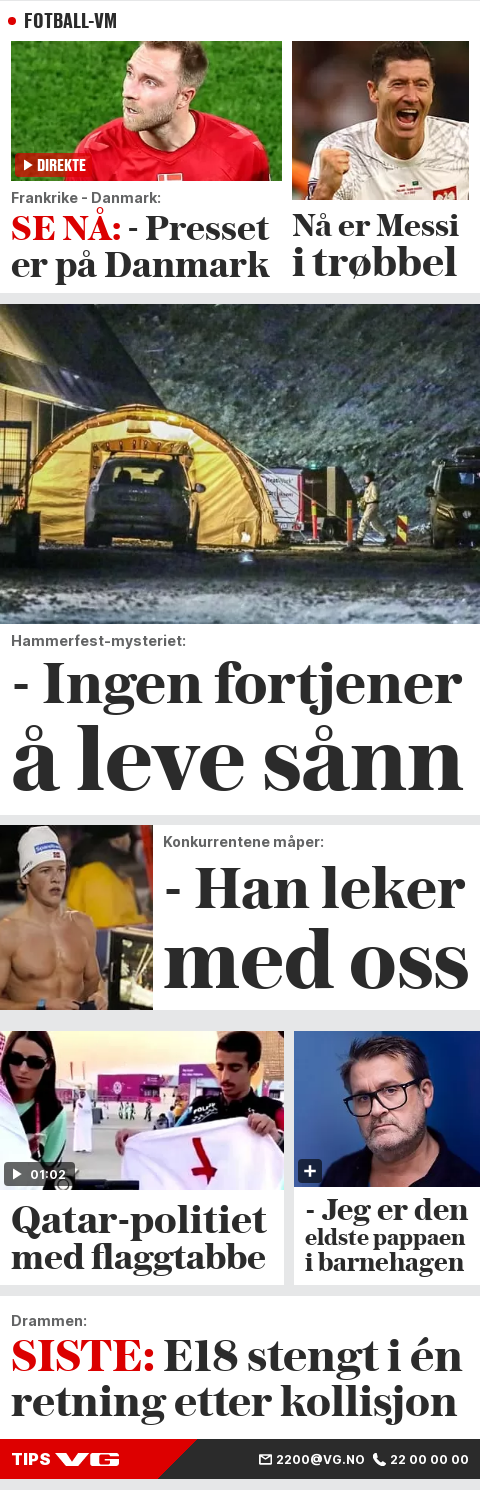 FOTBALL-VM
DIREKTE
Frankrike - Danmark:
SE NÅ: - Presset
er på Danmark
Nå er Messi
i trøbbel
Hammerfest-mysteriet:
- Ingen fortjener
å leve sånn
Konkurrentene måper:
- Han leker
med oss
01:02
Qatar-politiet
med flaggtabbe
- Jeg er den
eldste pappaen
i barnehagen
Drammen:
SISTE: E18 stengt i én
retning etter kollisjon
TIPS VG
2200@VG.NO 22 00 00 00